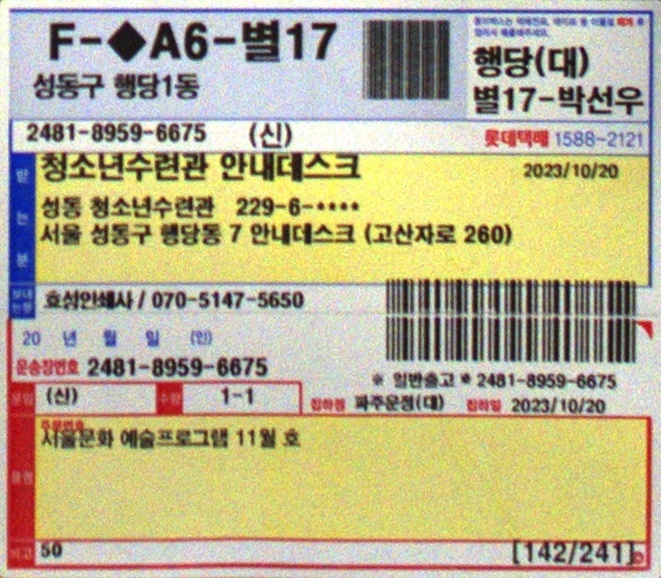 F-◆A6-별17
성동구 행당1동
행당(대)
별17-박선우
2481-8959-6675 (신)
롯데택배 1588-2121
받는분
청소년수련관 안내데스크
2023/10/20
성동 청소년수련관 229-6-****
서울 성동구 행당동 7 안내데스크 (고산자로 260)
효성인쇄사 / 070-5147-5650
20 년 월 일 (인)
운송장번호 2481-8959-6675
※ 일반출고 * 2481-8959-6675
운임 (신) 수량 1-1
집하점 파주운정(대) 집하일 2023/10/20
주문번호
서울문화 예술프로그램 11월 호
품명
비고 50
[142/241]